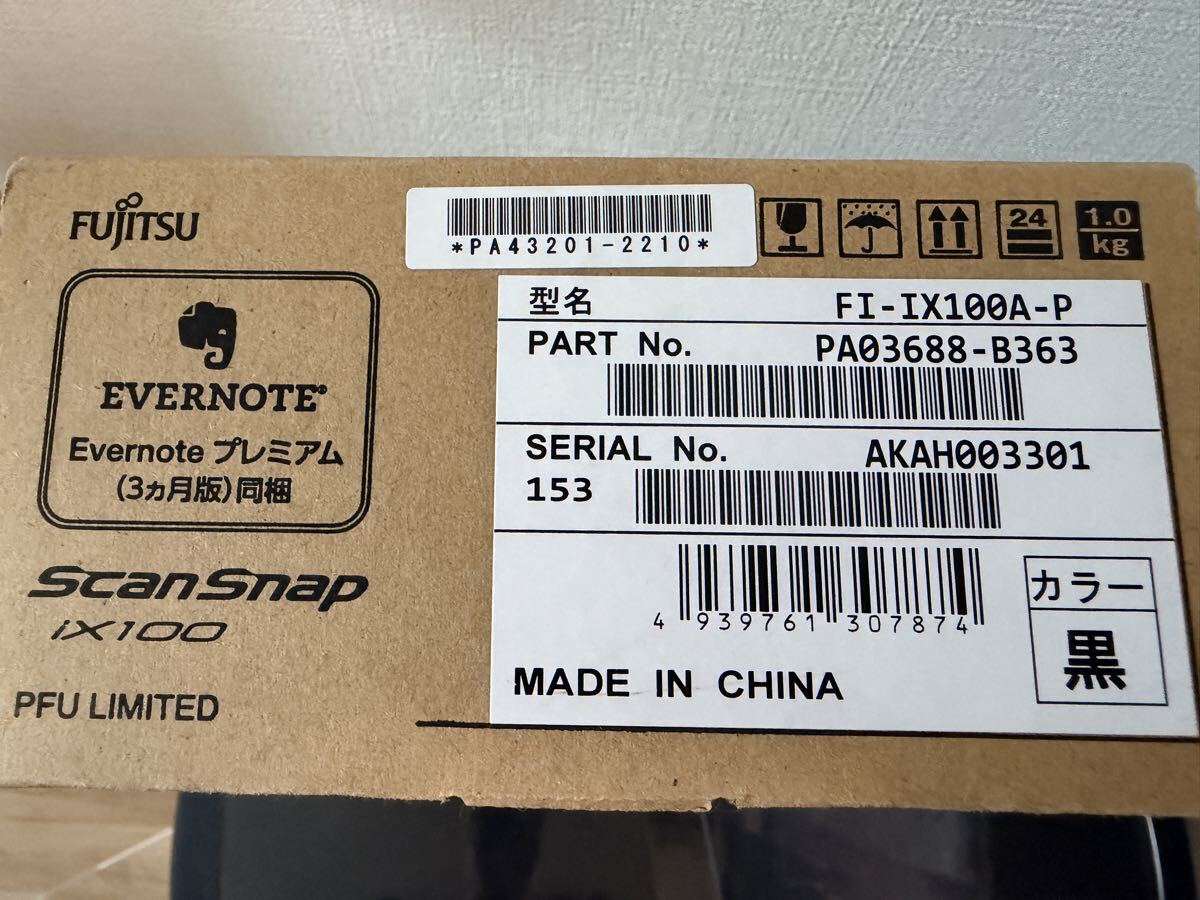 FUJITSU
*PA43201-2210*
24
1.0
kg
EVERNOTE®
Evernote プレミアム
(3ヵ月版)同梱
ScanSnap
iX100
PFU LIMITED
型名 FI-IX100A-P
PART No. PA03688-B363
SERIAL No. AKAH003301
153
4 939761 307874
カラー
黒
MADE IN CHINA